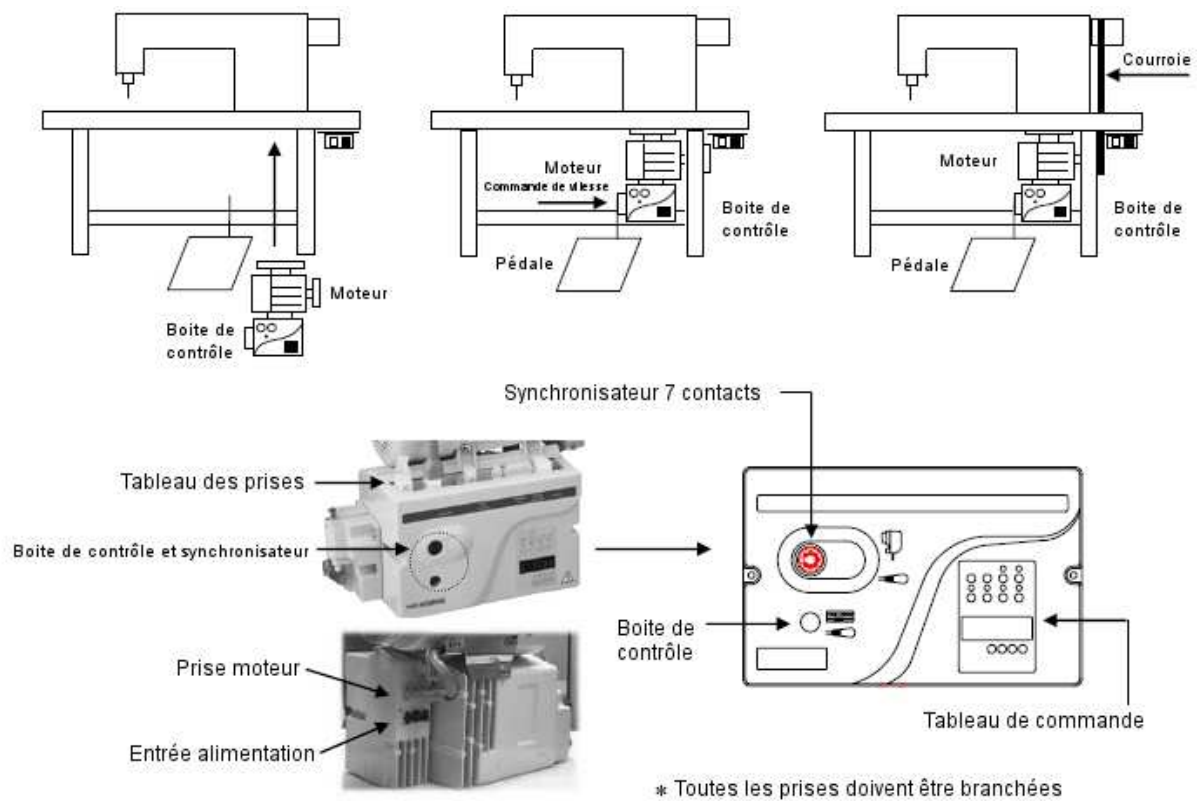 Courroie
Moteur
Commande de vitesse
Boite de
contrôle
Pédale
Moteur
Boite de
contrôle
Pédale
Moteur
Boite de
contrôle
Synchronisateur 7 contacts
Tableau des prises
Boite de contrôle et synchronisateur
Boite de
contrôle
Prise moteur
Entrée alimentation
Tableau de commande
* Toutes les prises doivent être branchées